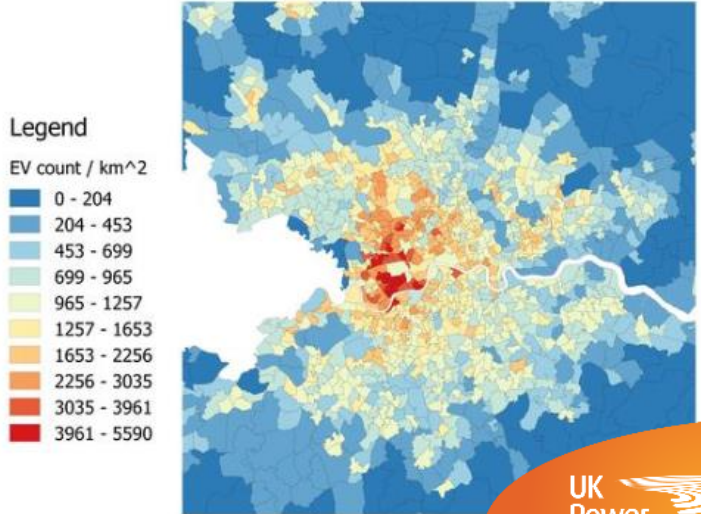 Legend
EV count / km^2
0 - 204
204 - 453
453 - 699
699 - 965
965 - 1257
1257 - 1653
1653 - 2256
2256 - 3035
3035 - 3961
3961 - 5590
UK
Power